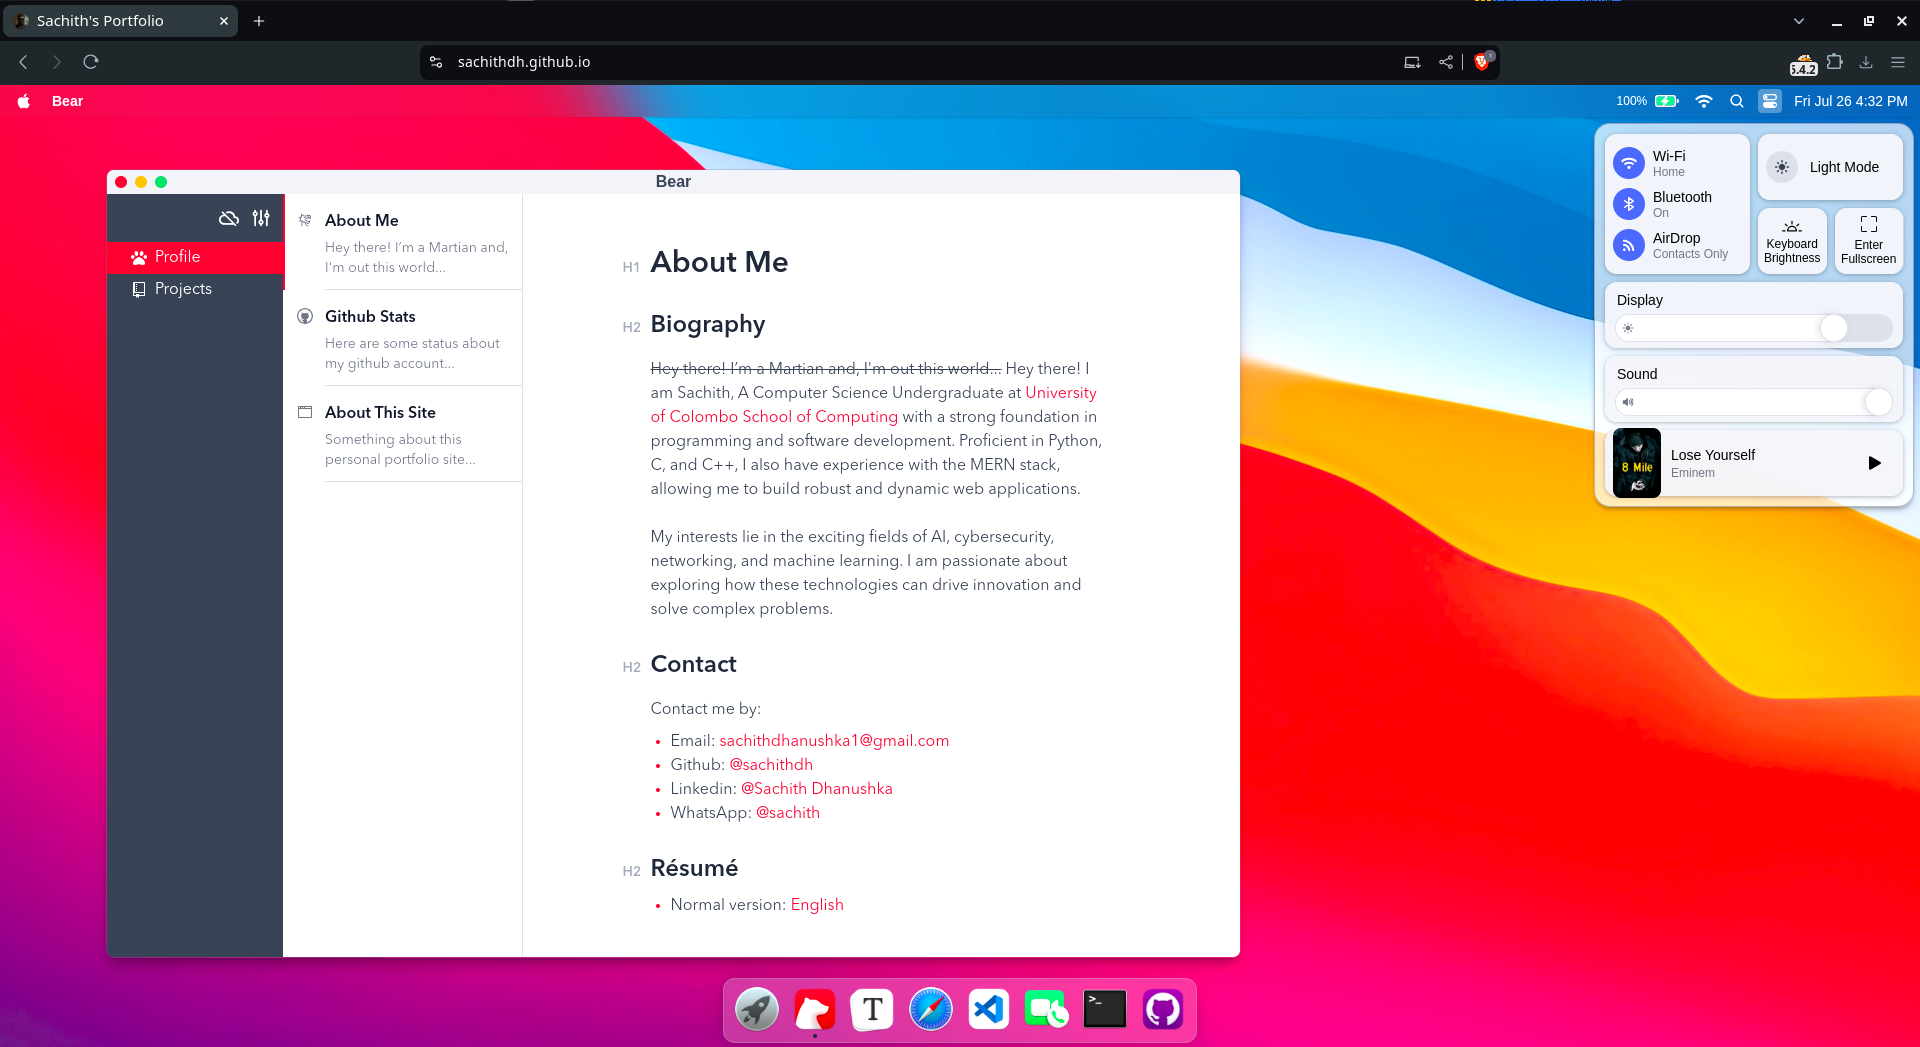 Sachith's Portfolio
sachithdh.github.io
1
5.4.2
Bear
100%
Fri Jul 26 4:32 PM
Bear
Profile
Projects
About Me
Hey there! I'm a Martian and,
I'm out this world...
Github Stats
Here are some status about
my github account...
About This Site
Something about this
personal portfolio site...
H1 About Me
H2 Biography
Hey there! I'm a Martian and, I'm out this world... Hey there! I
am Sachith, A Computer Science Undergraduate at University
of Colombo School of Computing with a strong foundation in
programming and software development. Proficient in Python,
C, and C++, I also have experience with the MERN stack,
allowing me to build robust and dynamic web applications.
My interests lie in the exciting fields of AI, cybersecurity,
networking, and machine learning. I am passionate about
exploring how these technologies can drive innovation and
solve complex problems.
H2 Contact
Contact me by:
• Email: sachithdhanushka1@gmail.com
• Github: @sachithdh
• Linkedin: @Sachith Dhanushka
• WhatsApp: @sachith
H2 Résumé
• Normal version: English
Wi-Fi
Home
Bluetooth
On
AirDrop
Contacts Only
Light Mode
Keyboard
Brightness
Enter
Fullscreen
Display
Sound
8 Mile
Lose Yourself
Eminem
T
>_